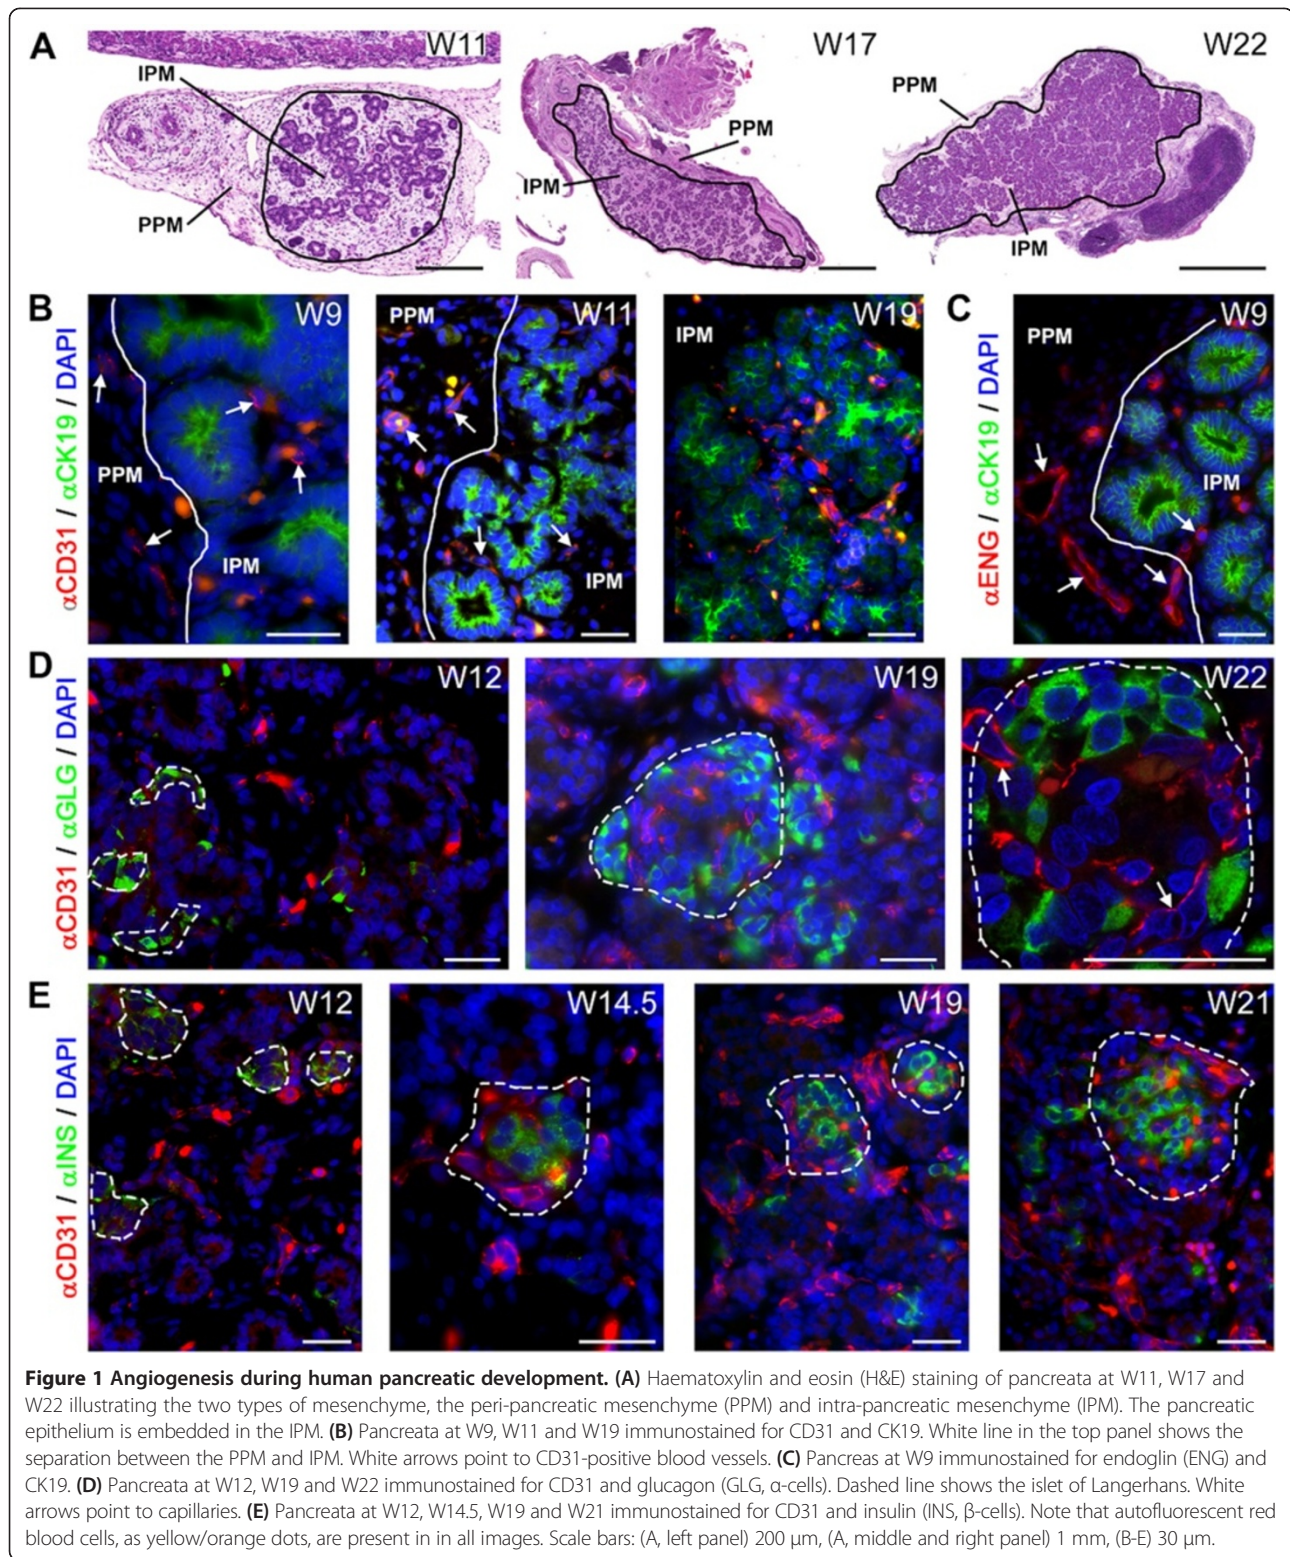 A
W11
IPM
PPM
W17
PPM
IPM
W22
PPM
IPM
B
αCD31 / αCK19 / DAPI
W9
PPM
IPM
W11
PPM
IPM
W19
IPM
C
αENG / αCK19 / DAPI
W9
PPM
IPM
D
αCD31 / αGLG / DAPI
W12
W19
W22
E
αCD31 / αINS / DAPI
W12
W14.5
W19
W21
Figure 1 Angiogenesis during human pancreatic development. (A) Haematoxylin and eosin (H&E) staining of pancreata at W11, W17 and
W22 illustrating the two types of mesenchyme, the peri-pancreatic mesenchyme (PPM) and intra-pancreatic mesenchyme (IPM). The pancreatic
epithelium is embedded in the IPM. (B) Pancreata at W9, W11 and W19 immunostained for CD31 and CK19. White line in the top panel shows the
separation between the PPM and IPM. White arrows point to CD31-positive blood vessels. (C) Pancreas at W9 immunostained for endoglin (ENG) and
CK19. (D) Pancreata at W12, W19 and W22 immunostained for CD31 and glucagon (GLG, α-cells). Dashed line shows the islet of Langerhans. White
arrows point to capillaries. (E) Pancreata at W12, W14.5, W19 and W21 immunostained for CD31 and insulin (INS, β-cells). Note that autofluorescent red
blood cells, as yellow/orange dots, are present in in all images. Scale bars: (A, left panel) 200 μm, (A, middle and right panel) 1 mm, (B-E) 30 μm.